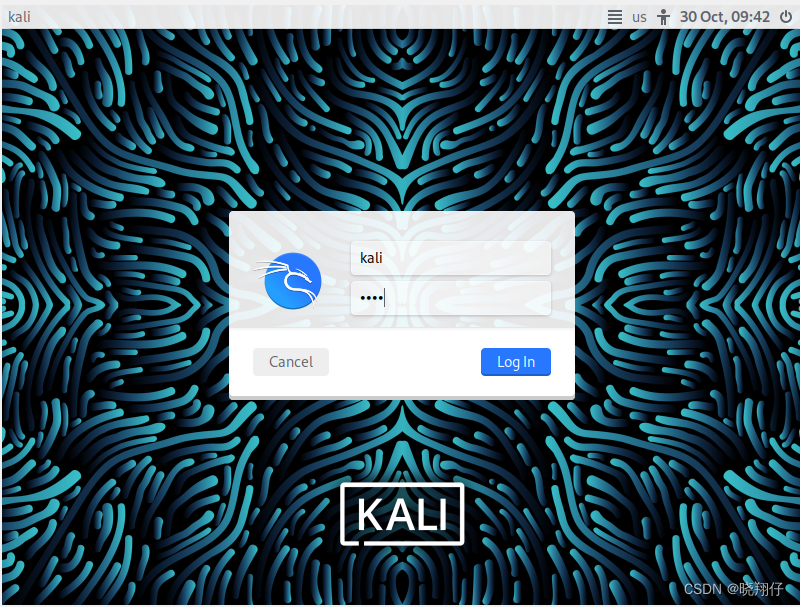 kali
us 30 Oct, 09:42
kali
••••
Cancel Log In
KALI
CSDN @晓翔仔